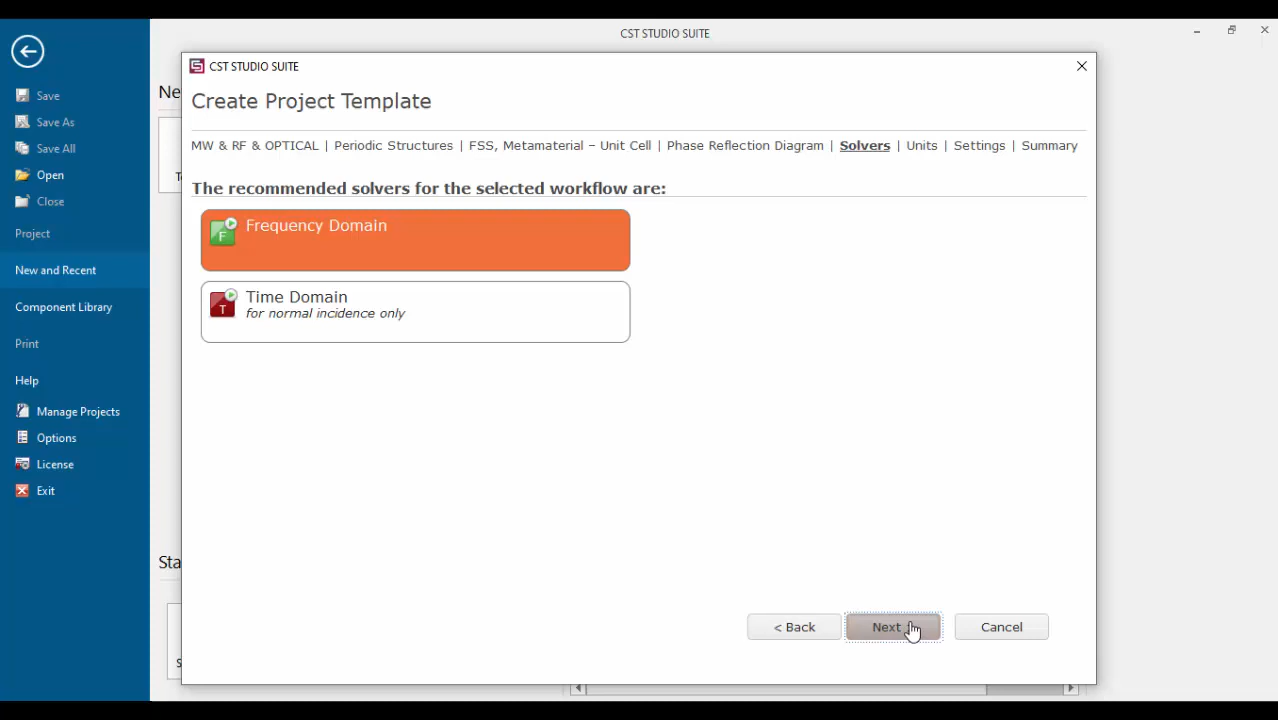 CST STUDIO SUITE
CST STUDIO SUITE
Create Project Template
MW & RF & OPTICAL | Periodic Structures | FSS, Metamaterial – Unit Cell | Phase Reflection Diagram | Solvers | Units | Settings | Summary
The recommended solvers for the selected workflow are:
F
Frequency Domain
T
Time Domain
for normal incidence only
< Back
Next
Cancel
Save
Save As
Save All
Open
Close
Project
New and Recent
Component Library
Print
Help
Manage Projects
Options
License
Exit